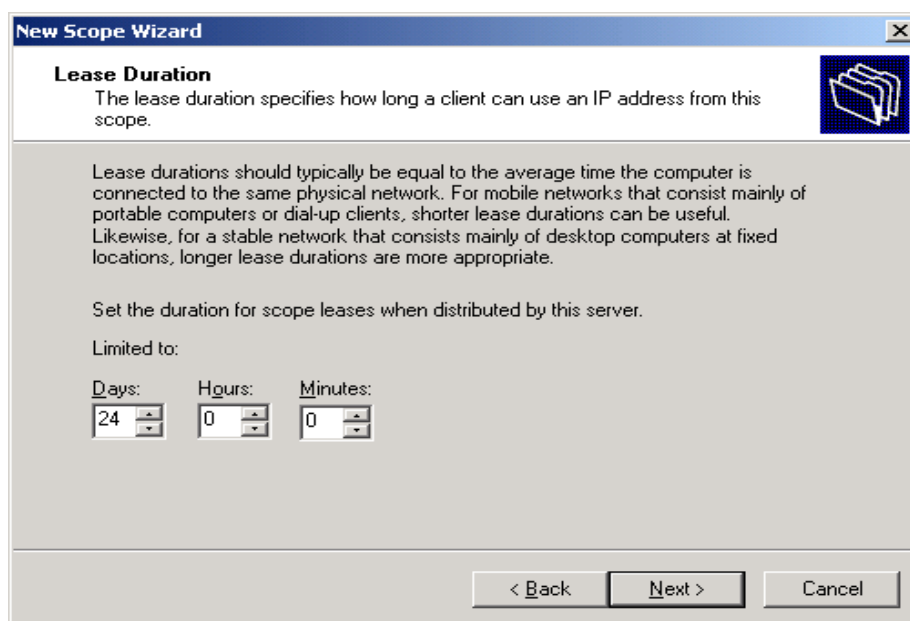 New Scope Wizard
Lease Duration
The lease duration specifies how long a client can use an IP address from this
scope.
Lease durations should typically be equal to the average time the computer is
connected to the same physical network. For mobile networks that consist mainly of
portable computers or dial-up clients, shorter lease durations can be useful.
Likewise, for a stable network that consists mainly of desktop computers at fixed
locations, longer lease durations are more appropriate.
Set the duration for scope leases when distributed by this server.
Limited to:
Days: Hours: Minutes:
24 0 0
< Back Next > Cancel